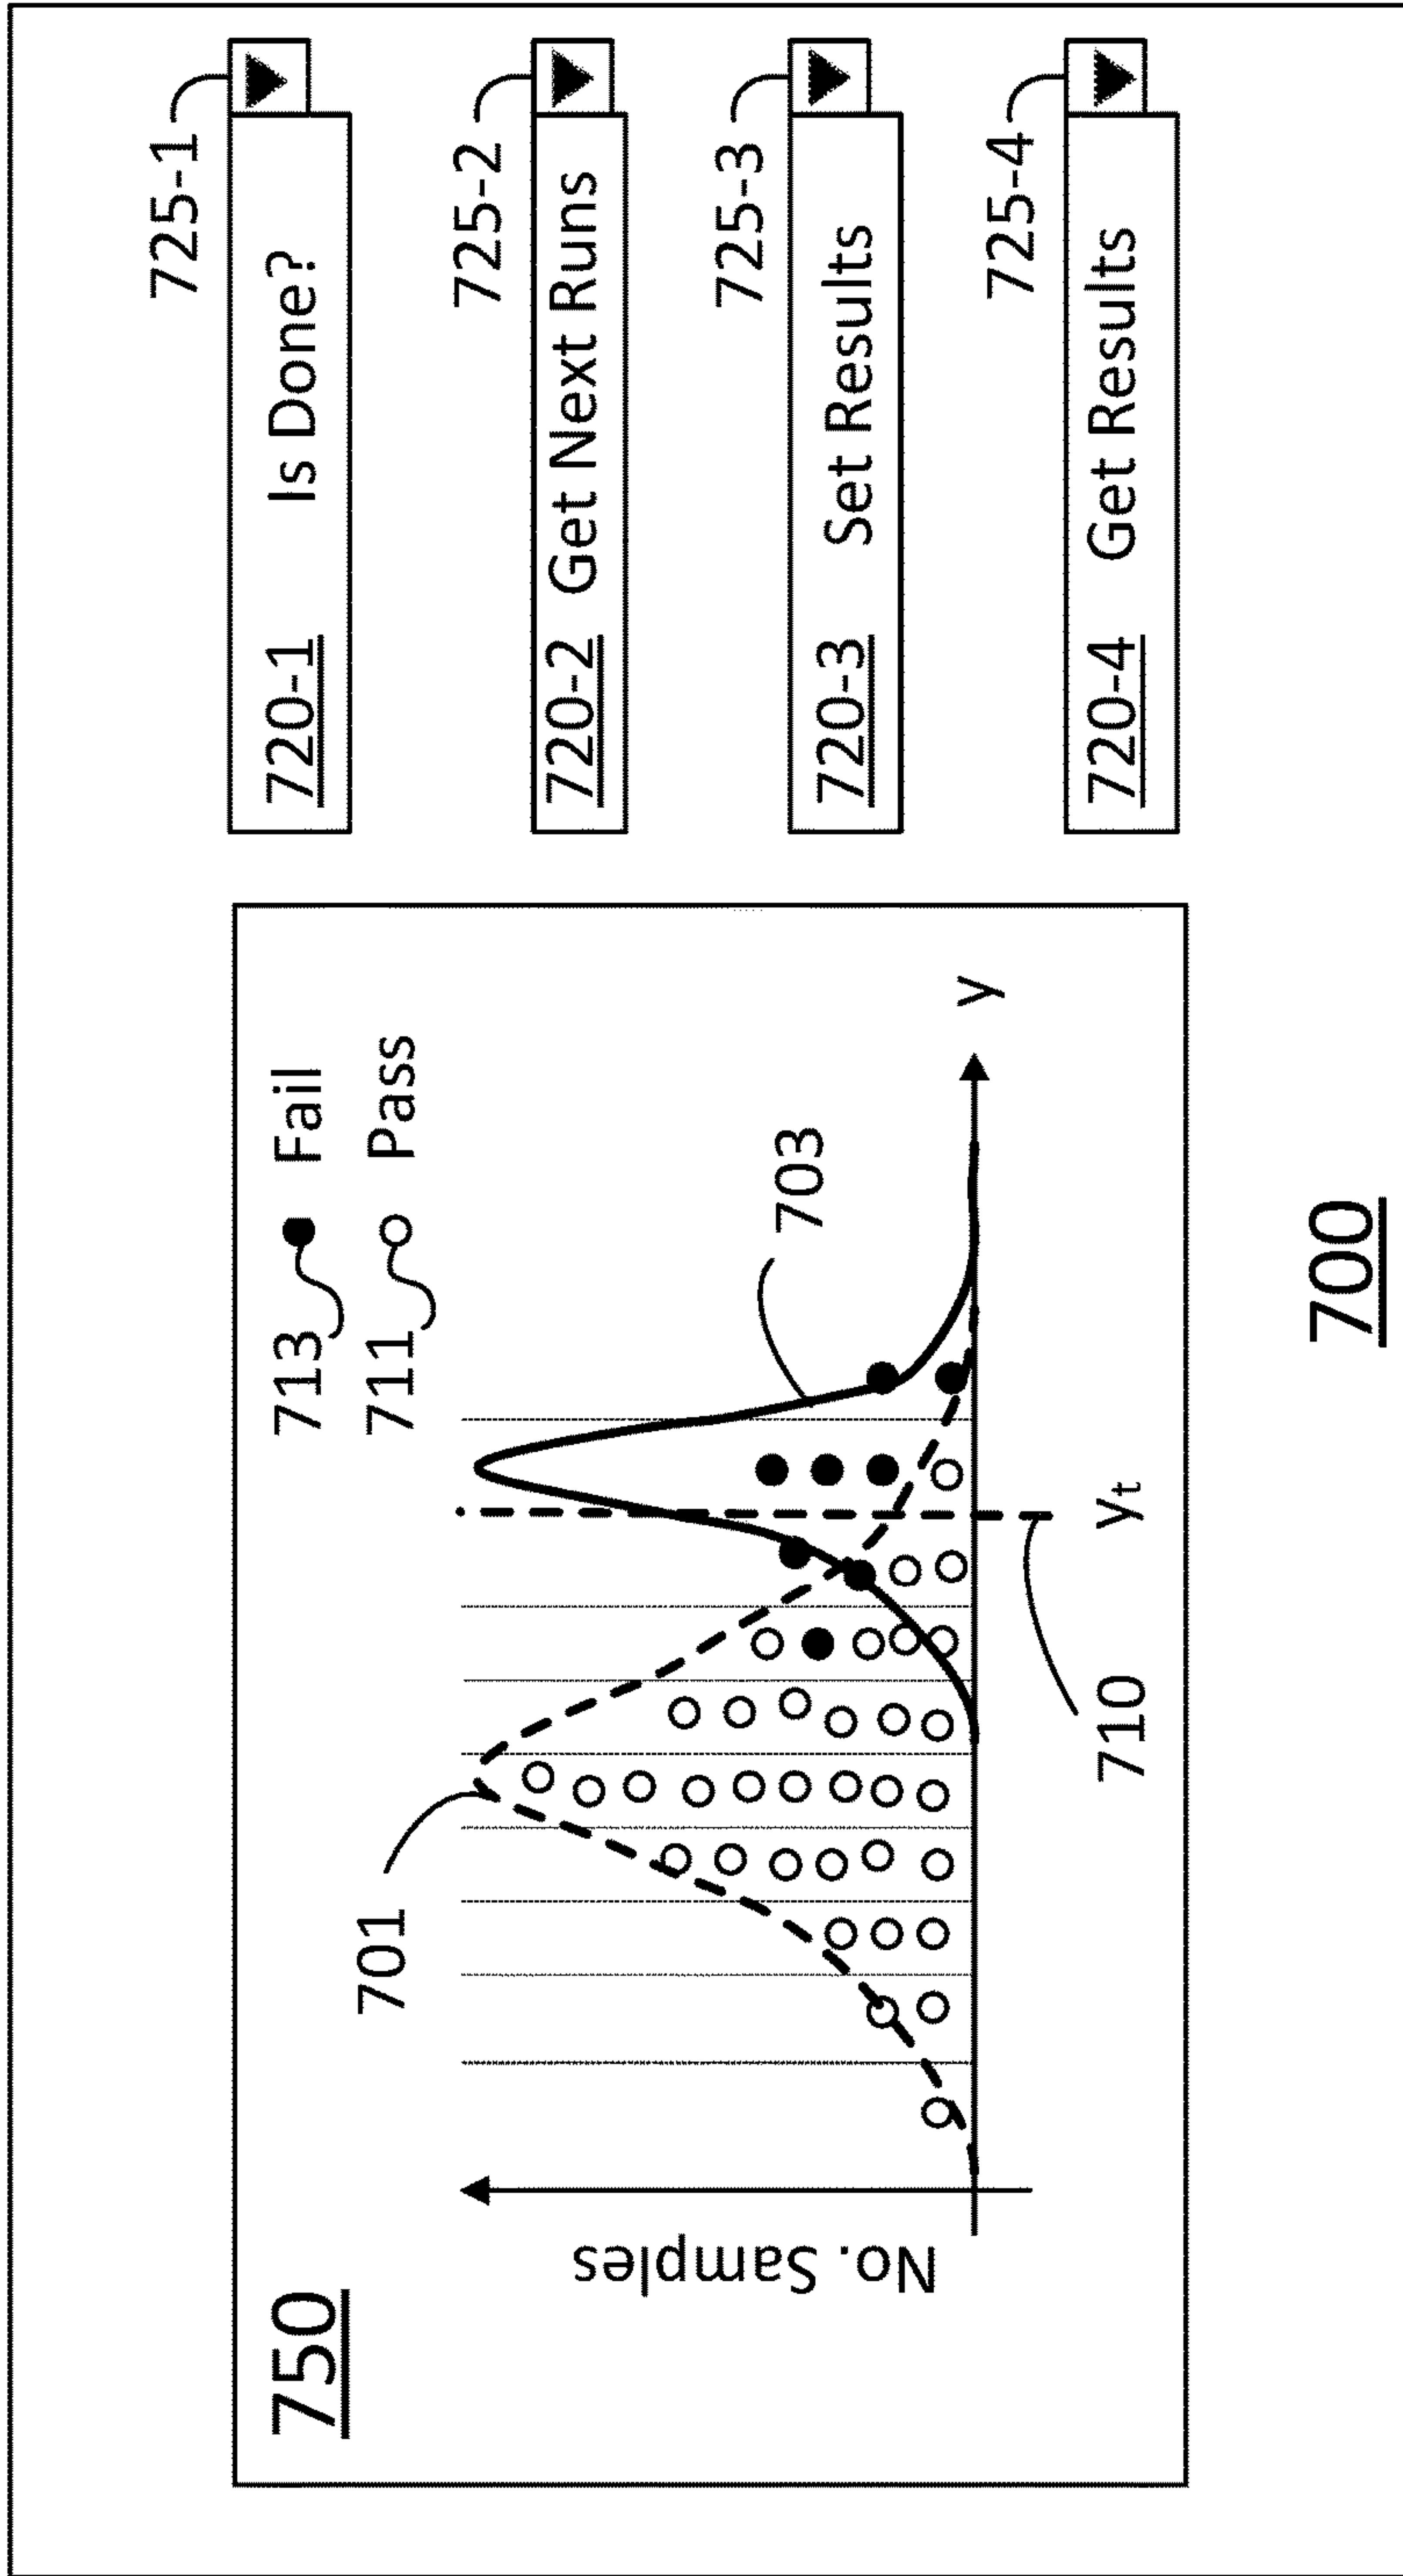 750
713 Fail
711 Pass
701
703
No. Samples
y
yt
710
725-1
720-1 Is Done?
725-2
720-2 Get Next Runs
725-3
720-3 Set Results
725-4
720-4 Get Results
700